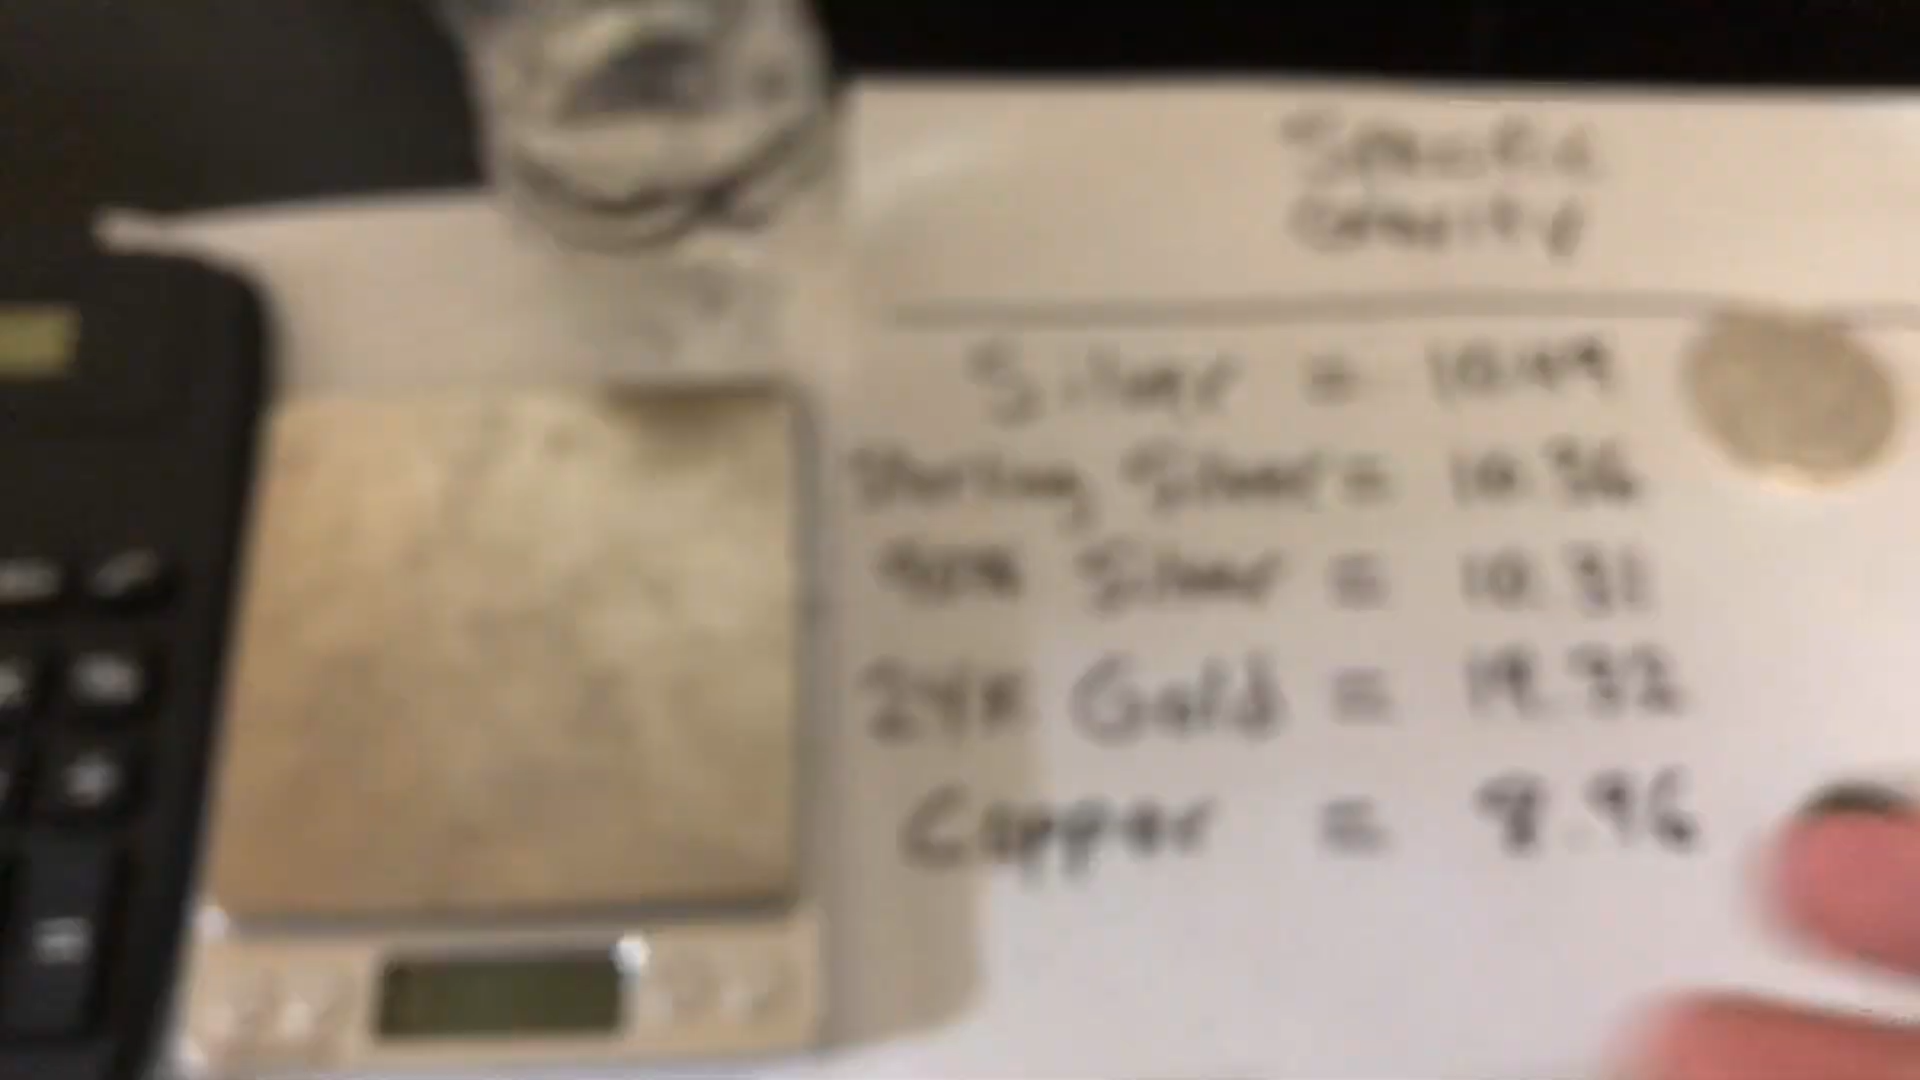 Specific
Gravity
Silver = 10.49
Sterling Silver = 10.36
90% Silver = 10.31
24K Gold = 19.32
Copper = 8.96